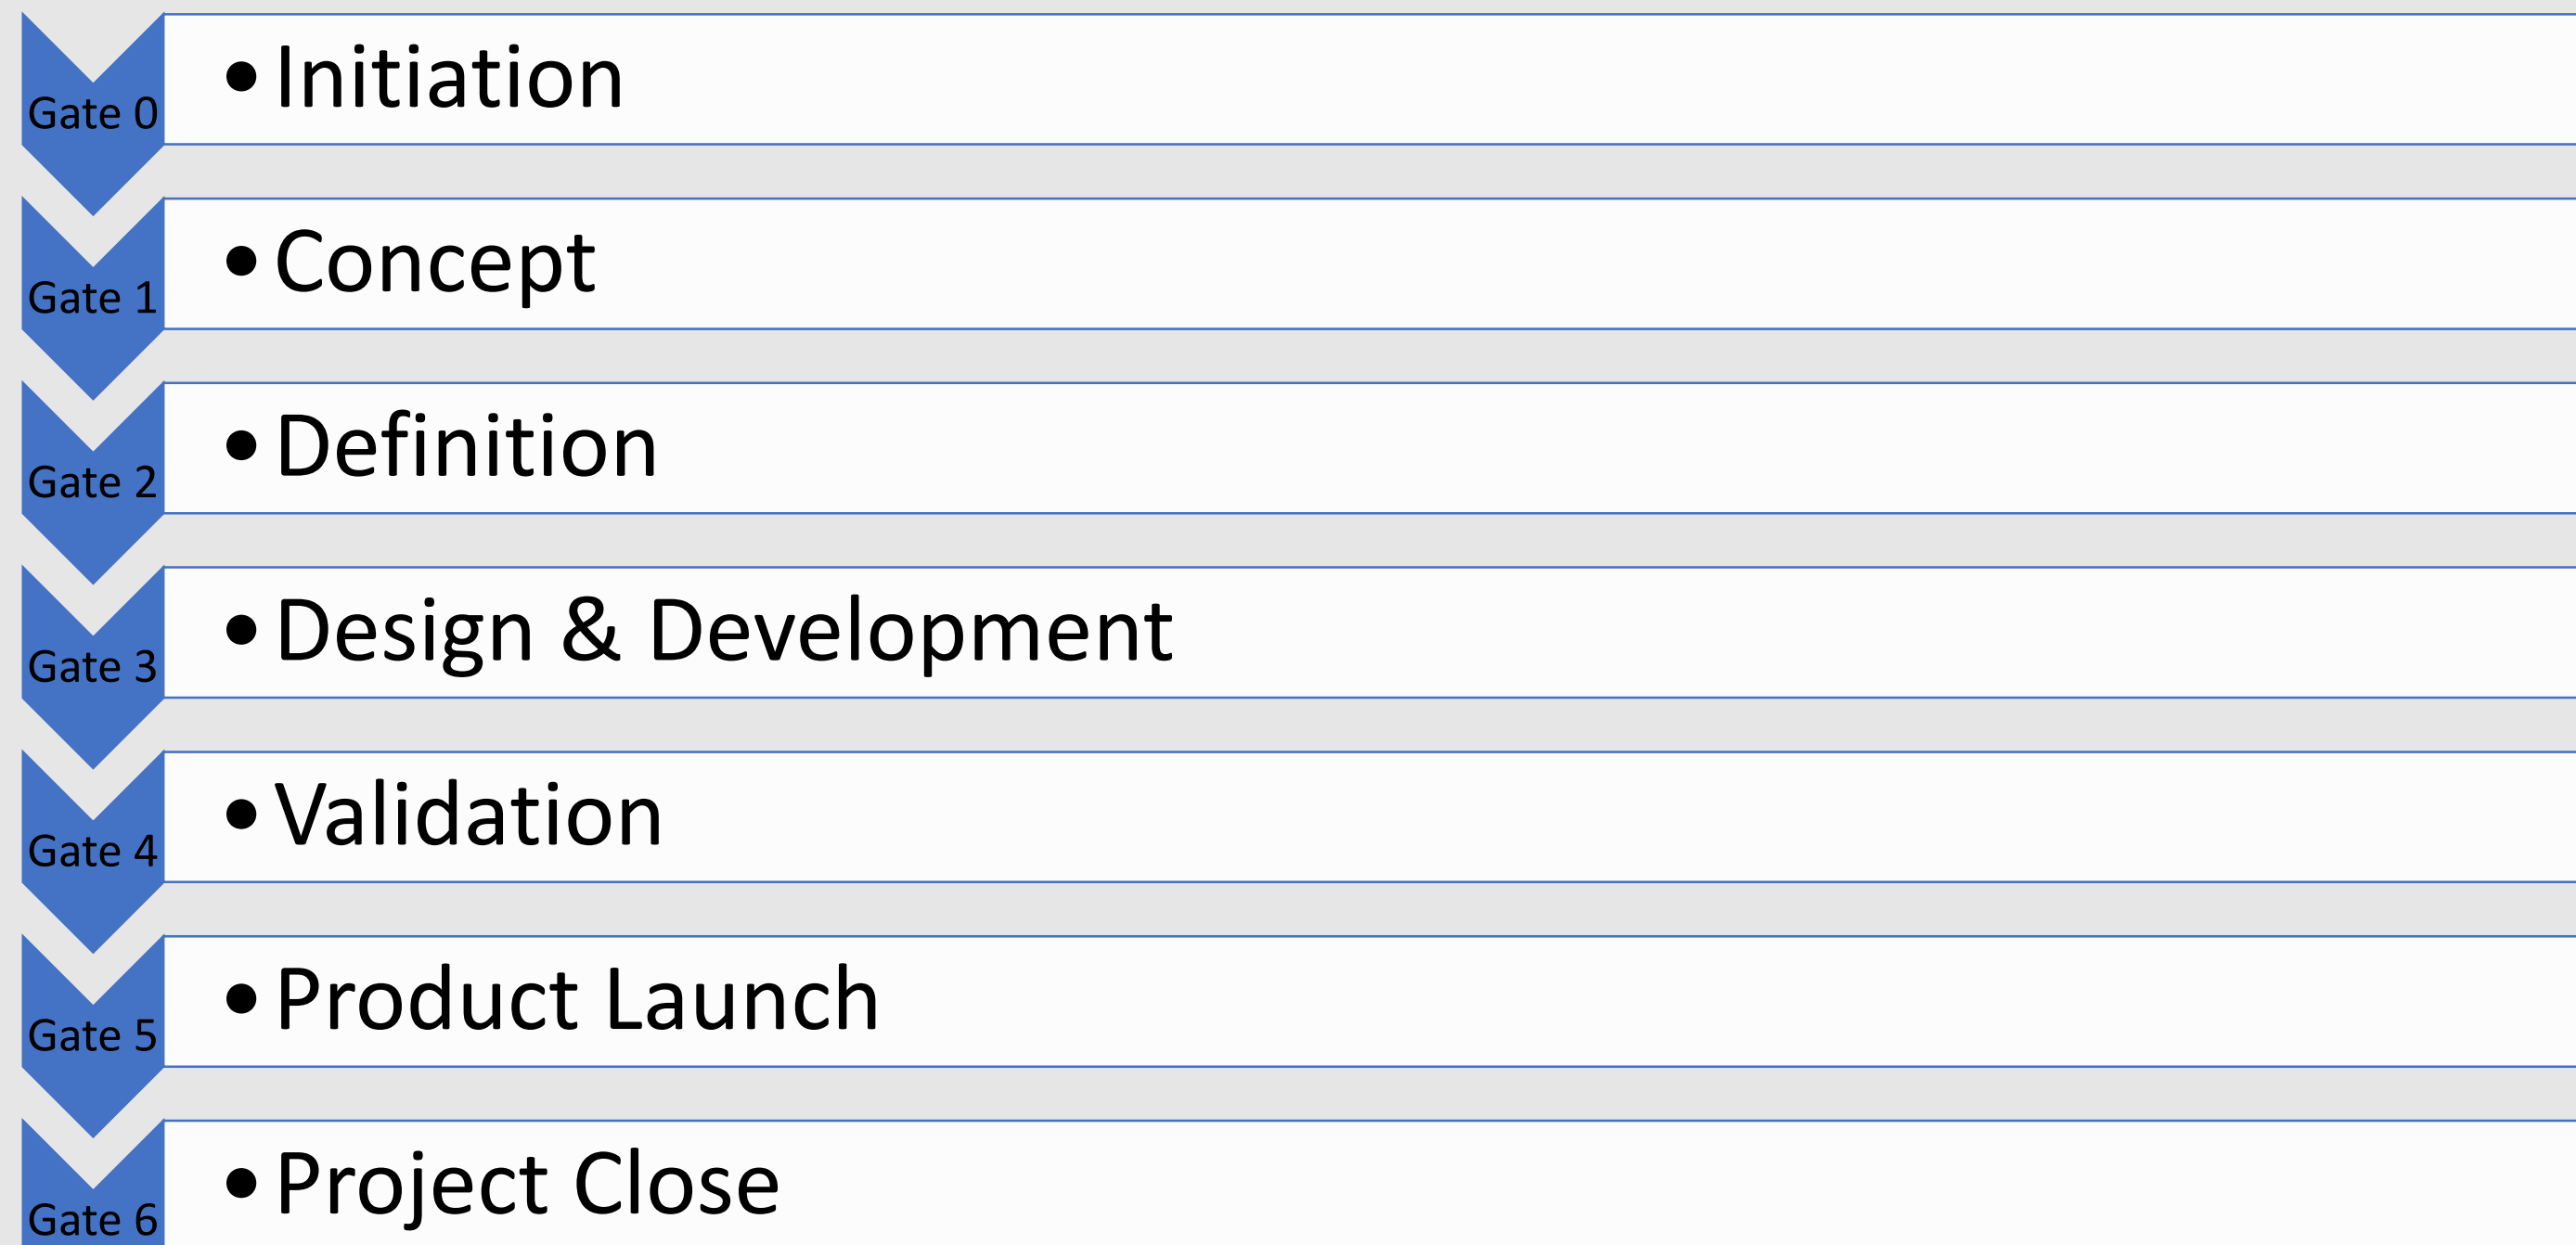 Gate 0
• Initiation
Gate 1
• Concept
Gate 2
• Definition
Gate 3
• Design & Development
Gate 4
• Validation
Gate 5
• Product Launch
Gate 6
• Project Close